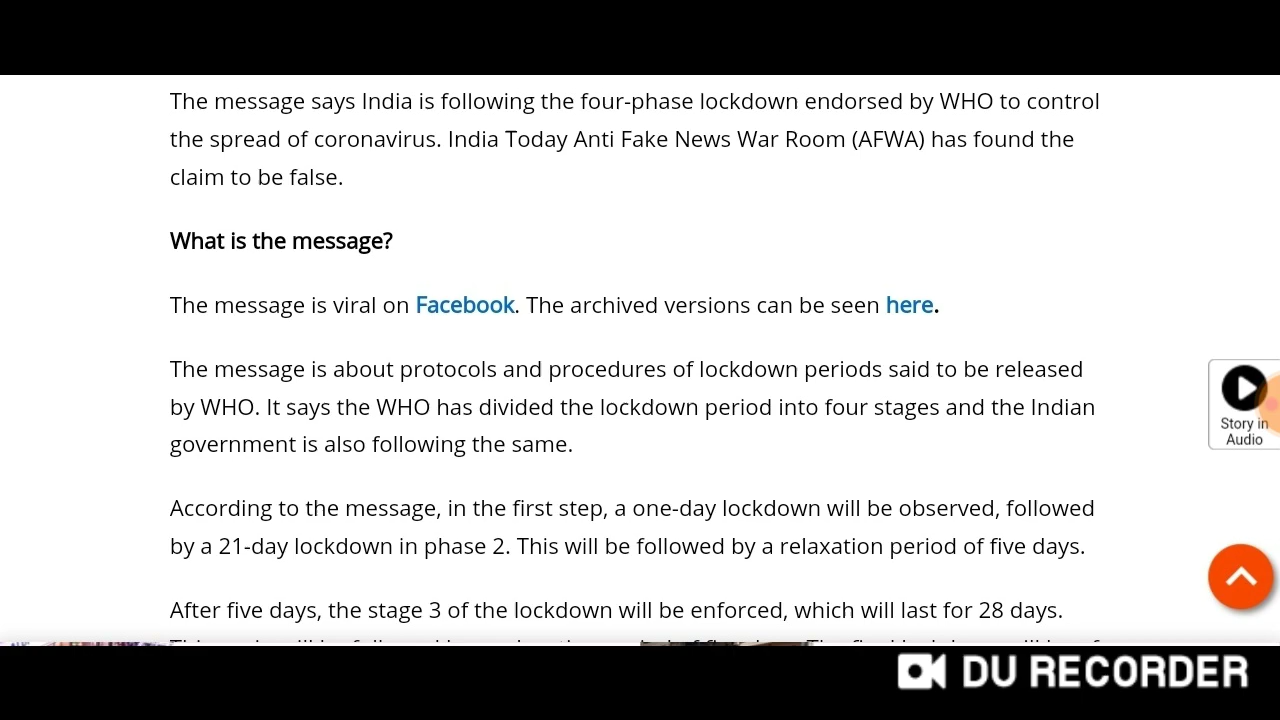 The message says India is following the four-phase lockdown endorsed by WHO to control
the spread of coronavirus. India Today Anti Fake News War Room (AFWA) has found the
claim to be false.
What is the message?
The message is viral on Facebook. The archived versions can be seen here.
The message is about protocols and procedures of lockdown periods said to be released
by WHO. It says the WHO has divided the lockdown period into four stages and the Indian
government is also following the same.
Story in
Audio
According to the message, in the first step, a one-day lockdown will be observed, followed
by a 21-day lockdown in phase 2. This will be followed by a relaxation period of five days.
After five days, the stage 3 of the lockdown will be enforced, which will last for 28 days.
DU RECORDER